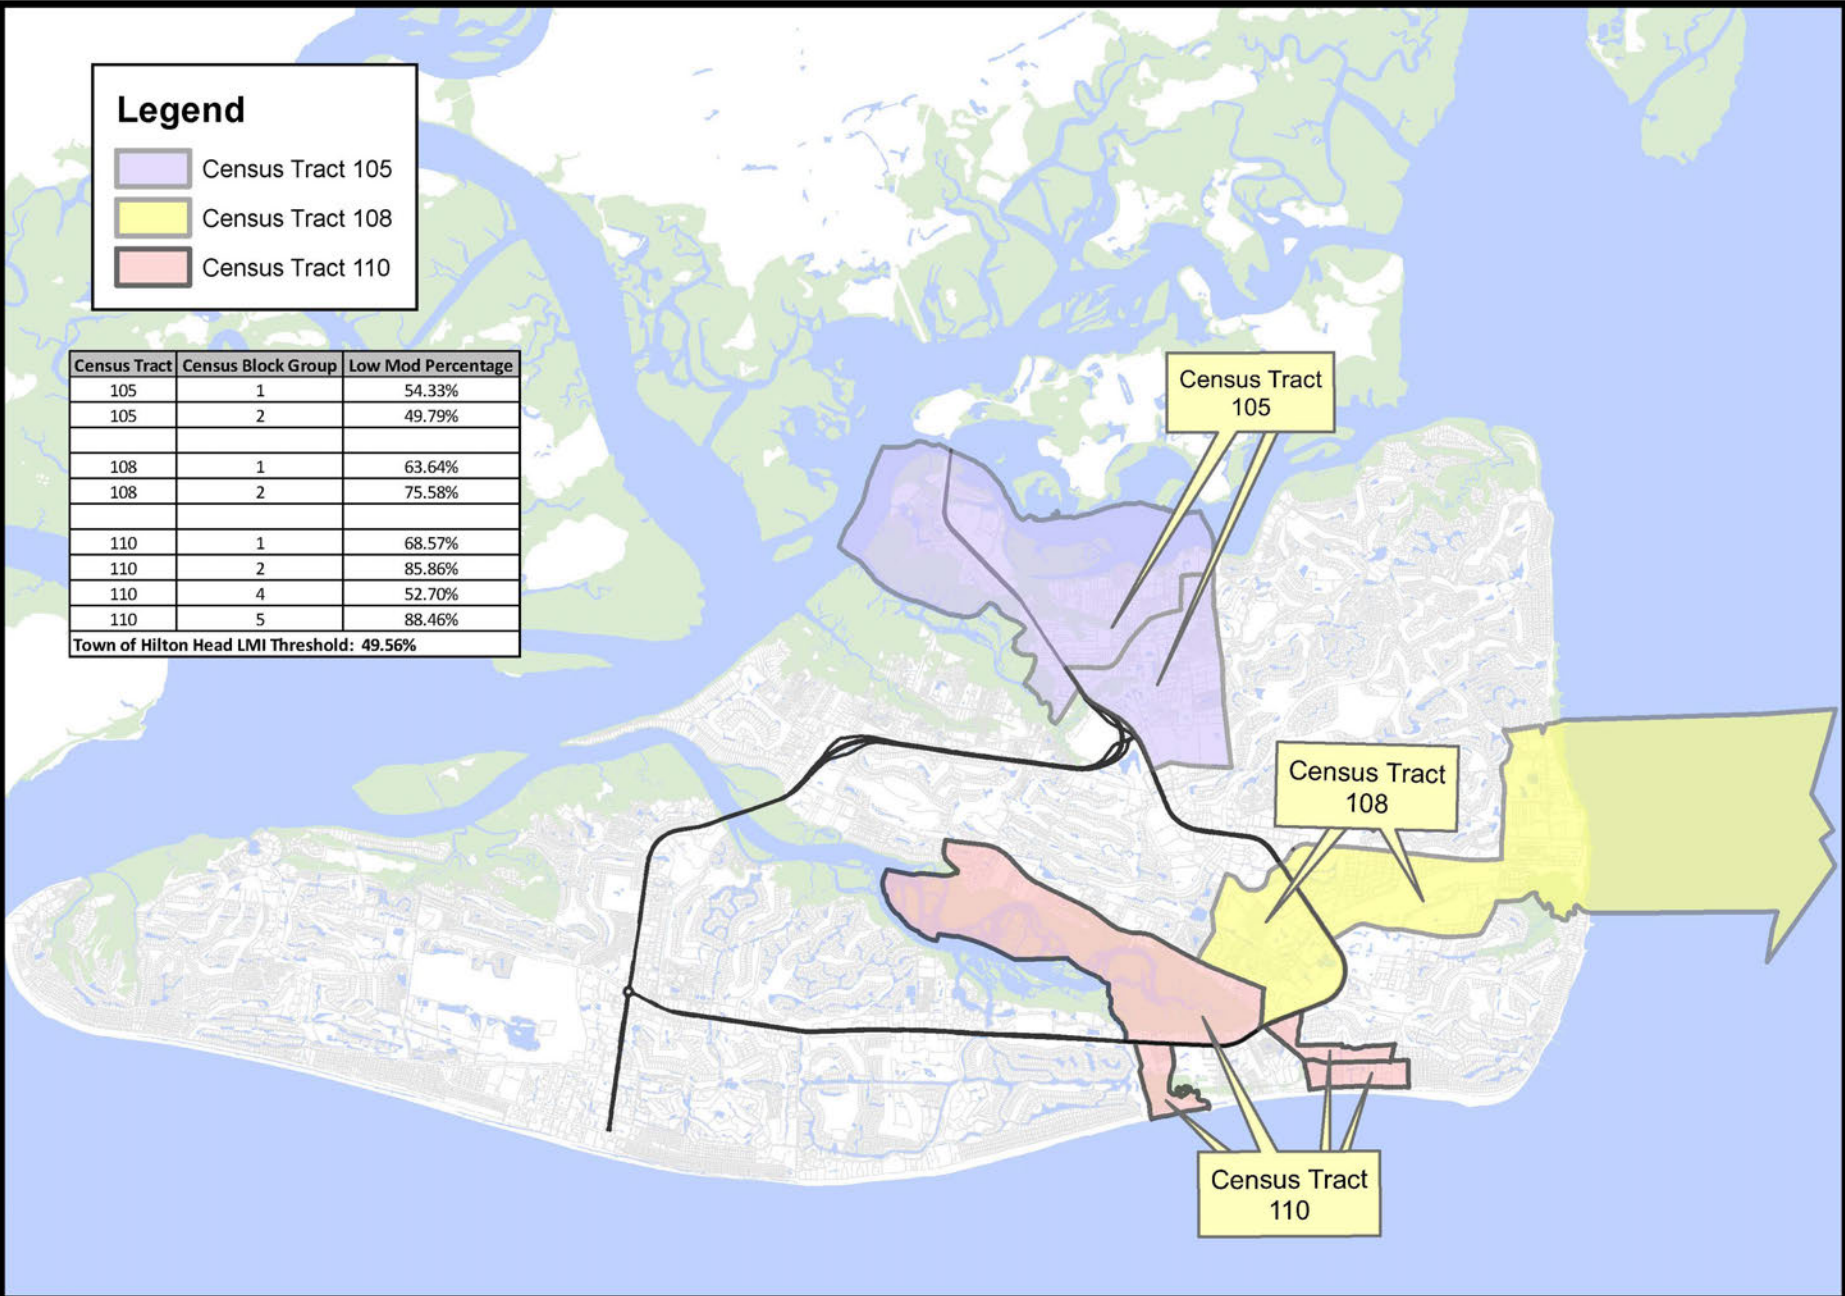 Legend
Census Tract 105
Census Tract 108
Census Tract 110
Census Tract Census Block Group Low Mod Percentage
105 1 54.33%
105 2 49.79%
108 1 63.64%
108 2 75.58%
110 1 68.57%
110 2 85.86%
110 4 52.70%
110 5 88.46%
Town of Hilton Head LMI Threshold: 49.56%
Census Tract
105
Census Tract
108
Census Tract
110